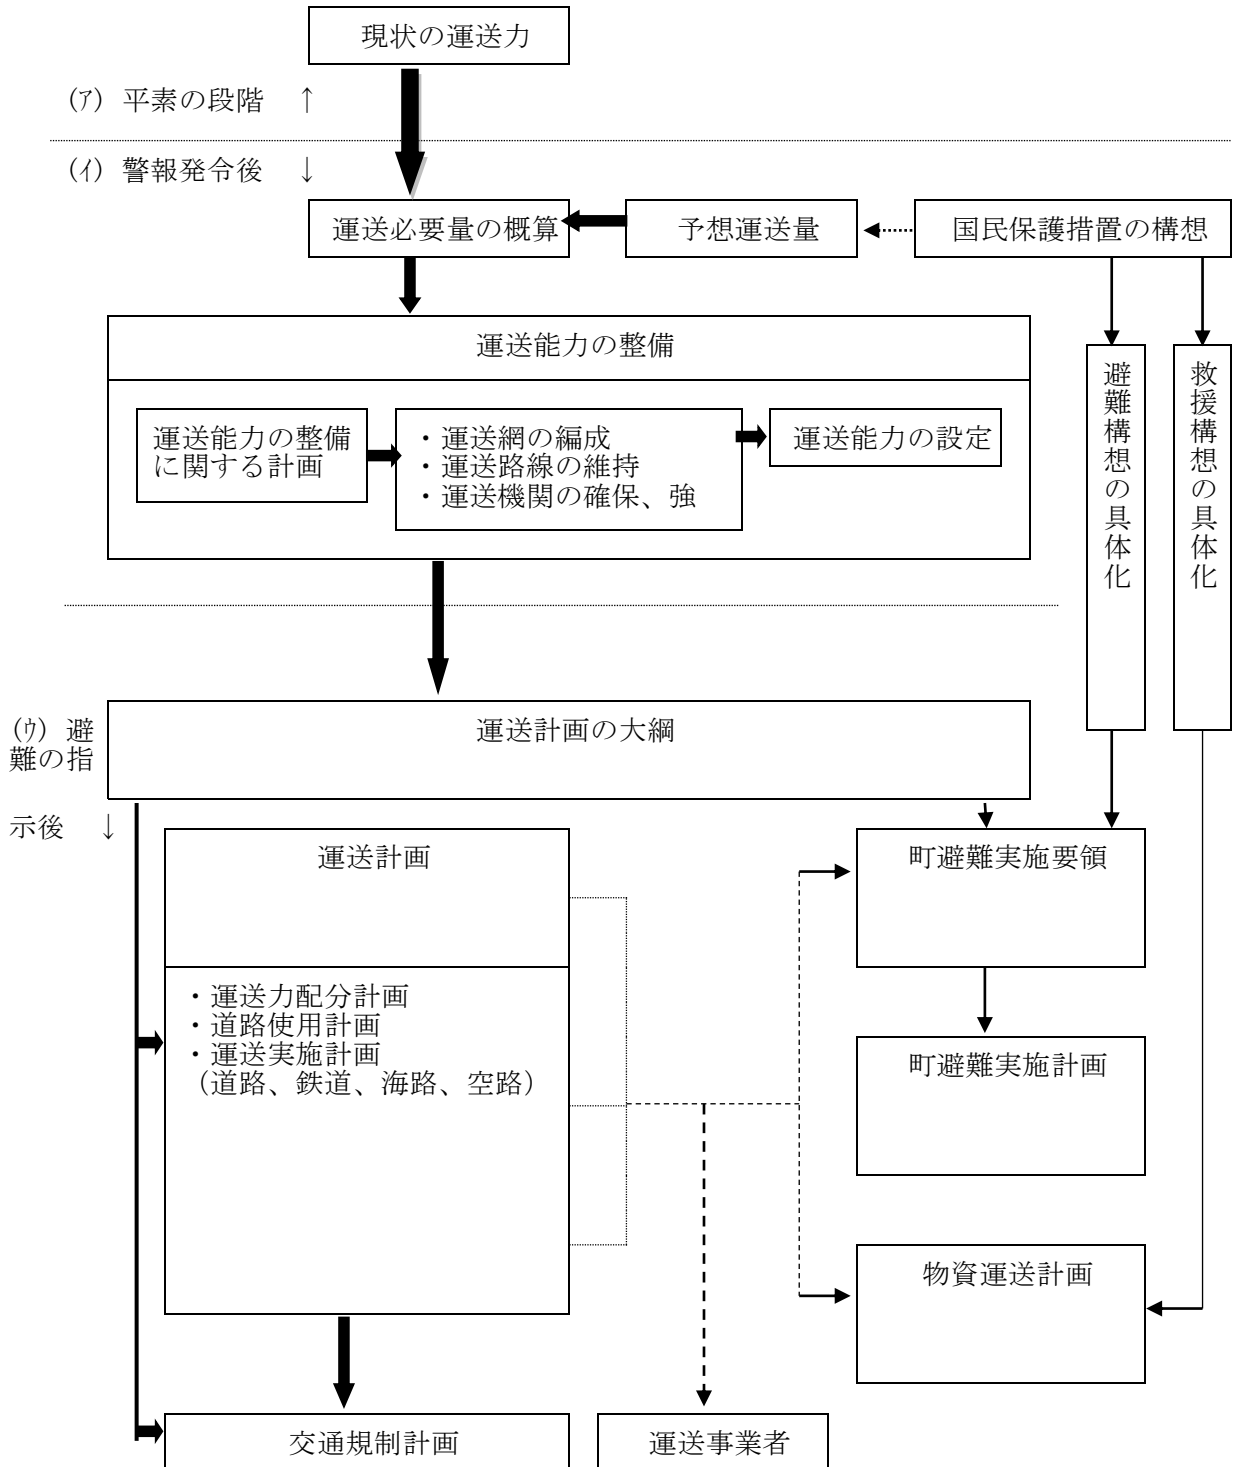 現状の運送力
(ｱ) 平素の段階 ↑
(ｲ) 警報発令後 ↓
運送必要量の概算
予想運送量
国民保護措置の構想
運送能力の整備
運送能力の整備
に関する計画
・運送網の編成
・運送路線の維持
・運送機関の確保、強
運送能力の設定
避難構想の具体化
救援構想の具体化
(ｳ) 避
難の指
示後 ↓
運送計画の大綱
運送計画
・運送力配分計画
・道路使用計画
・運送実施計画
（道路、鉄道、海路、空路）
町避難実施要領
町避難実施計画
物資運送計画
交通規制計画
運送事業者